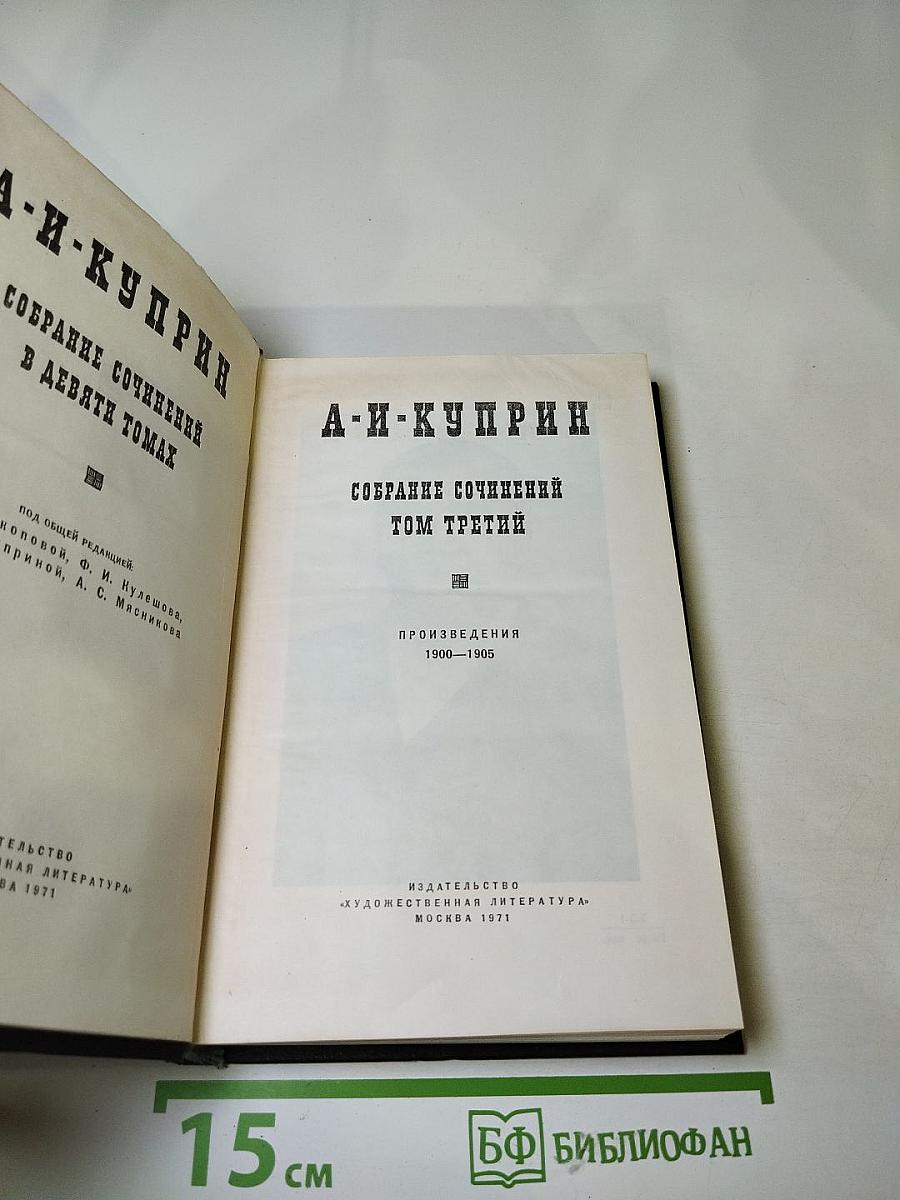 А-И-КУПРИН
СОБРАНИЕ СОЧИНЕНИЙ
В ДЕВЯТИ ТОМАХ
ПОД ОБЩЕЙ РЕДАКЦИЕЙ:
Ф. И. Кулешова,
А. С. Мясникова
ЛИТЕРАТУРА»
1971
А-И-КУПРИН
СОБРАНИЕ СОЧИНЕНИЙ
ТОМ ТРЕТИЙ
ПРОИЗВЕДЕНИЯ
1900—1905
ИЗДАТЕЛЬСТВО
«ХУДОЖЕСТВЕННАЯ ЛИТЕРАТУРА»
МОСКВА 1971
15 см
БФ БИБЛИОФАН